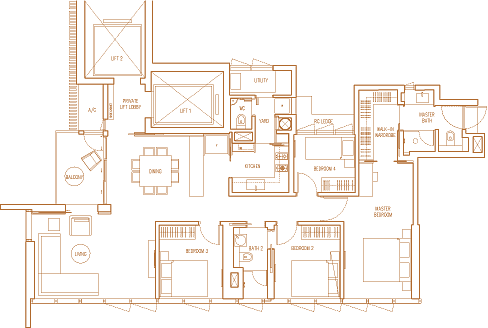 LIFT 2
A/C
PRIVATE
LIFT LOBBY
LIFT 1
UTILITY
WC
YARD
RC LEDGE
WALK-IN
WARDROBE
MASTER
BATH
BALCONY
DINING
KITCHEN
BEDROOM 4
MASTER
BEDROOM
LIVING
BEDROOM 3
BATH 2
BEDROOM 2